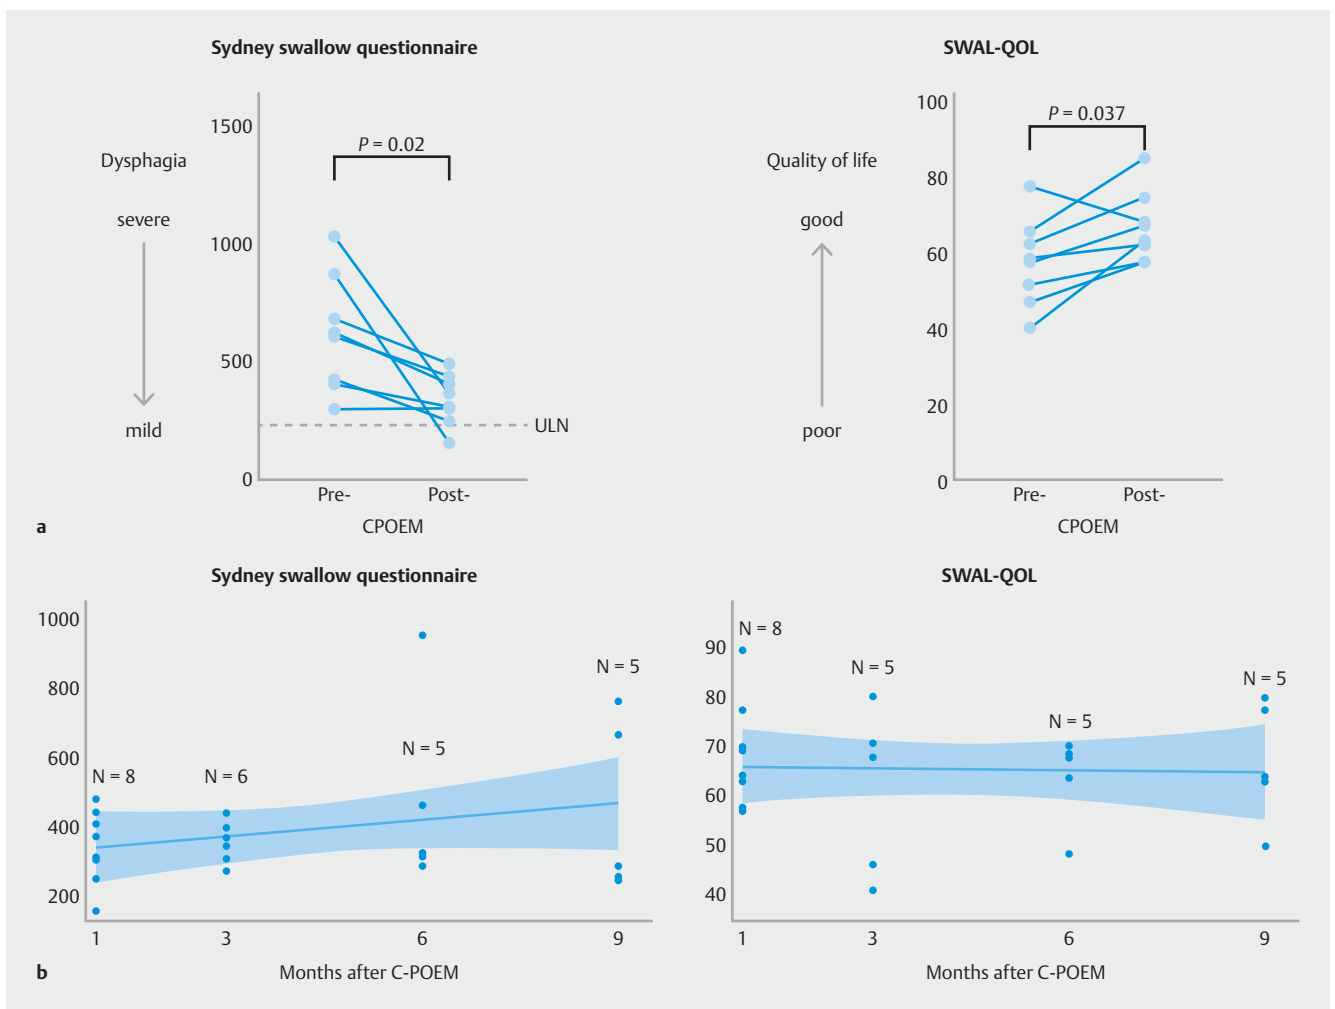 Sydney swallow questionnaire
1500
P = 0.02
Dysphagia
severe
1000
500
mild
ULN
0
Pre-
Post-
CPOEM
a
SWAL-QOL
100
P = 0.037
Quality of life
80
good
60
40
20
poor
0
Pre-
Post-
CPOEM
Sydney swallow questionnaire
1000
800
N = 5
600
N = 8
N = 6
N = 5
400
200
1
3
6
9
Months after C-POEM
b
SWAL-QOL
N = 8
90
N = 5
N = 5
80
N = 5
70
60
50
40
1
3
6
9
Months after C-POEM